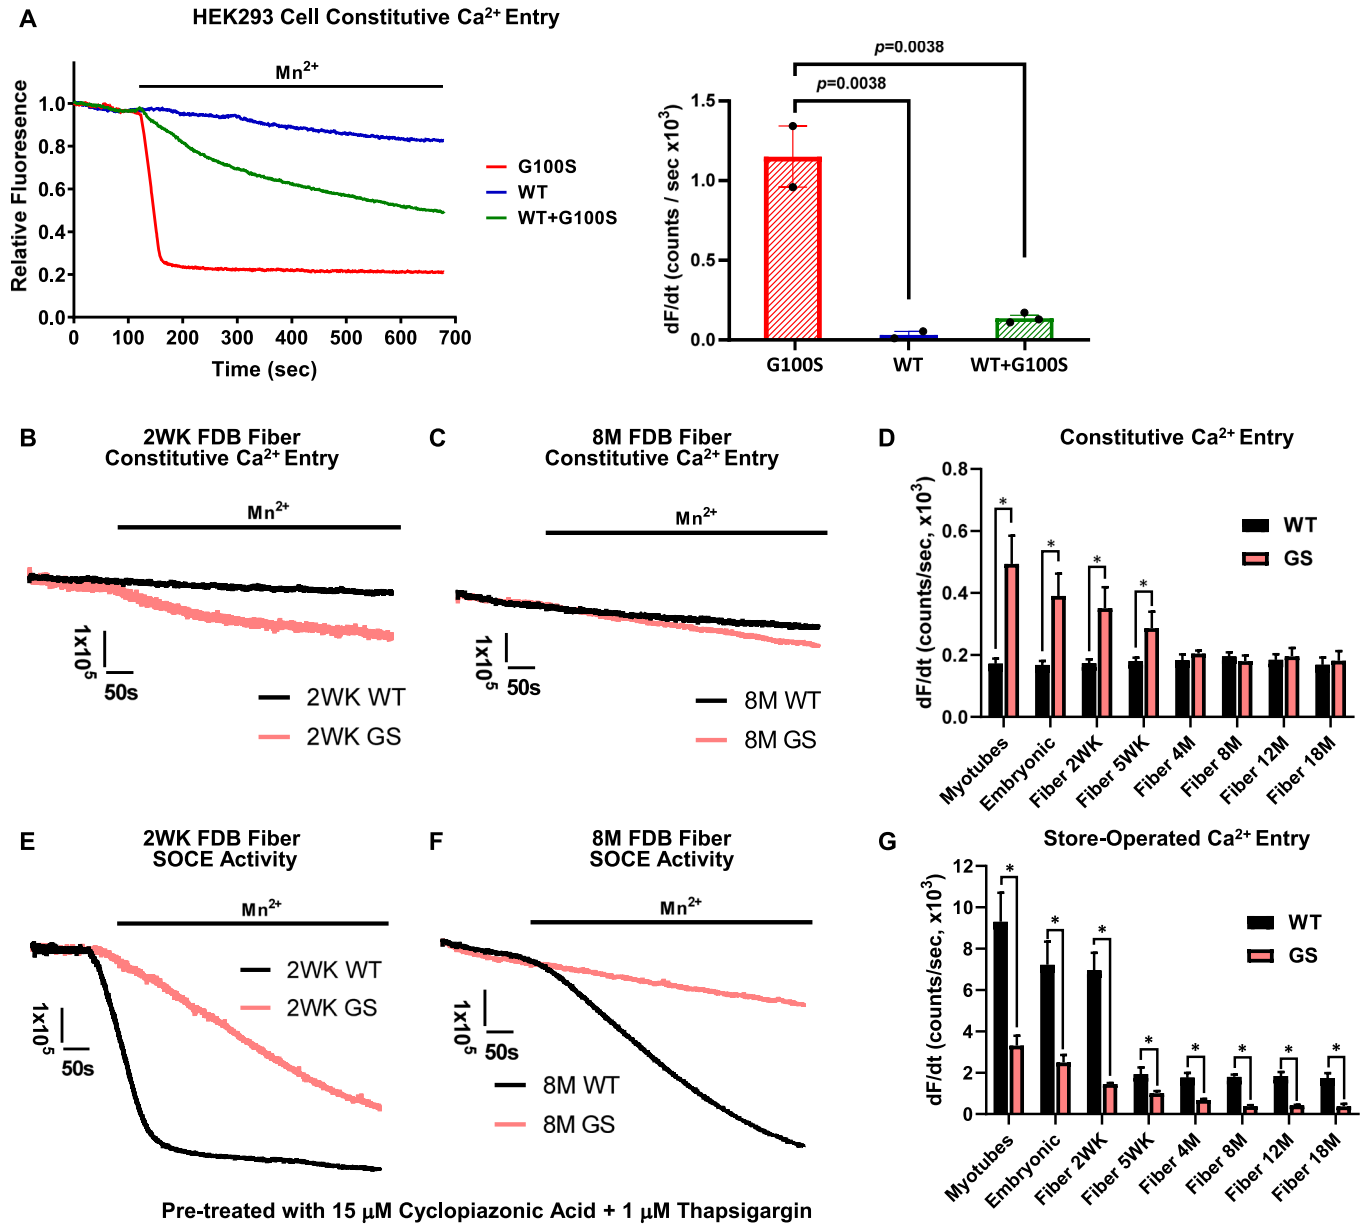 A
HEK293 Cell Constitutive Ca²⁺ Entry
Mn²⁺
Relative Fluoresence
1.0
0.8
0.6
0.4
0.2
0.0
0 100 200 300 400 500 600 700
Time (sec)
G100S
WT
WT+G100S
p=0.0038
p=0.0038
dF/dt (counts / sec x10³)
1.5
1.0
0.5
0.0
G100S WT WT+G100S
B
2WK FDB Fiber
Constitutive Ca²⁺ Entry
Mn²⁺
1x10⁵
50s
2WK WT
2WK GS
C
8M FDB Fiber
Constitutive Ca²⁺ Entry
Mn²⁺
1x10⁵
50s
8M WT
8M GS
D
Constitutive Ca²⁺ Entry
dF/dt (counts/sec, x10³)
0.8
0.6
0.4
0.2
0.0
* * * *
WT
GS
Myotubes
Embryonic
Fiber 2WK
Fiber 5WK
Fiber 4M
Fiber 8M
Fiber 12M
Fiber 18M
E
2WK FDB Fiber
SOCE Activity
Mn²⁺
1x10⁵
50s
2WK WT
2WK GS
F
8M FDB Fiber
SOCE Activity
Mn²⁺
1x10⁵
50s
8M WT
8M GS
G
Store-Operated Ca²⁺ Entry
dF/dt (counts/sec, x10³)
12
10
8
6
4
2
0
* * * * * * * *
WT
GS
Myotubes
Embryonic
Fiber 2WK
Fiber 5WK
Fiber 4M
Fiber 8M
Fiber 12M
Fiber 18M
Pre-treated with 15 µM Cyclopiazonic Acid + 1 µM Thapsigargin